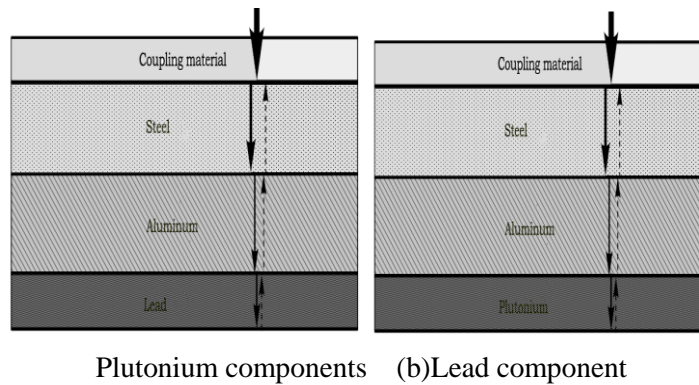 Coupling material
Steel
Aluminum
Lead
Coupling material
Steel
Aluminum
Plutonium
Plutonium components (b)Lead component